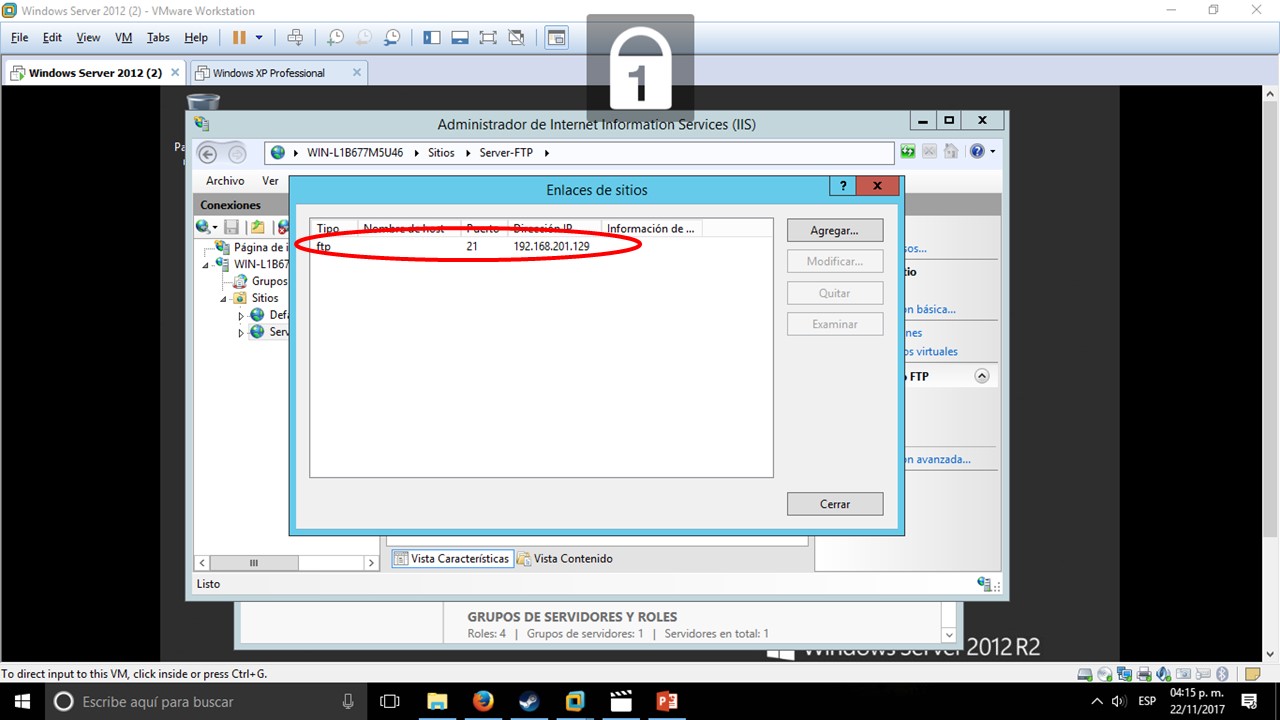 Windows Server 2012 (2) - VMware Workstation
File Edit View VM Tabs Help
Windows Server 2012 (2) Windows XP Professional
1
Administrador de Internet Information Services (IIS)
WIN-L1B677M5U46 Sitios Server-FTP
Archivo Ver
Enlaces de sitios
Conexiones
Tipo Nombre de host Puerto Dirección IP Información de ...
ftp 21 192.168.201.129
Agregar...
Modificar...
Quitar
Examinar
Cerrar
Página de i
WIN-L1B67
Grupos
Sitios
Defa
Serv
sos...
tio
ón básica...
nes
os virtuales
o FTP
ón avanzada...
Vista Características Vista Contenido
Listo
GRUPOS DE SERVIDORES Y ROLES
Roles: 4 | Grupos de servidores: 1 | Servidores en total: 1
Windows Server 2012 R2
To direct input to this VM, click inside or press Ctrl+G.
Escribe aquí para buscar
ESP
04:15 p. m.
22/11/2017